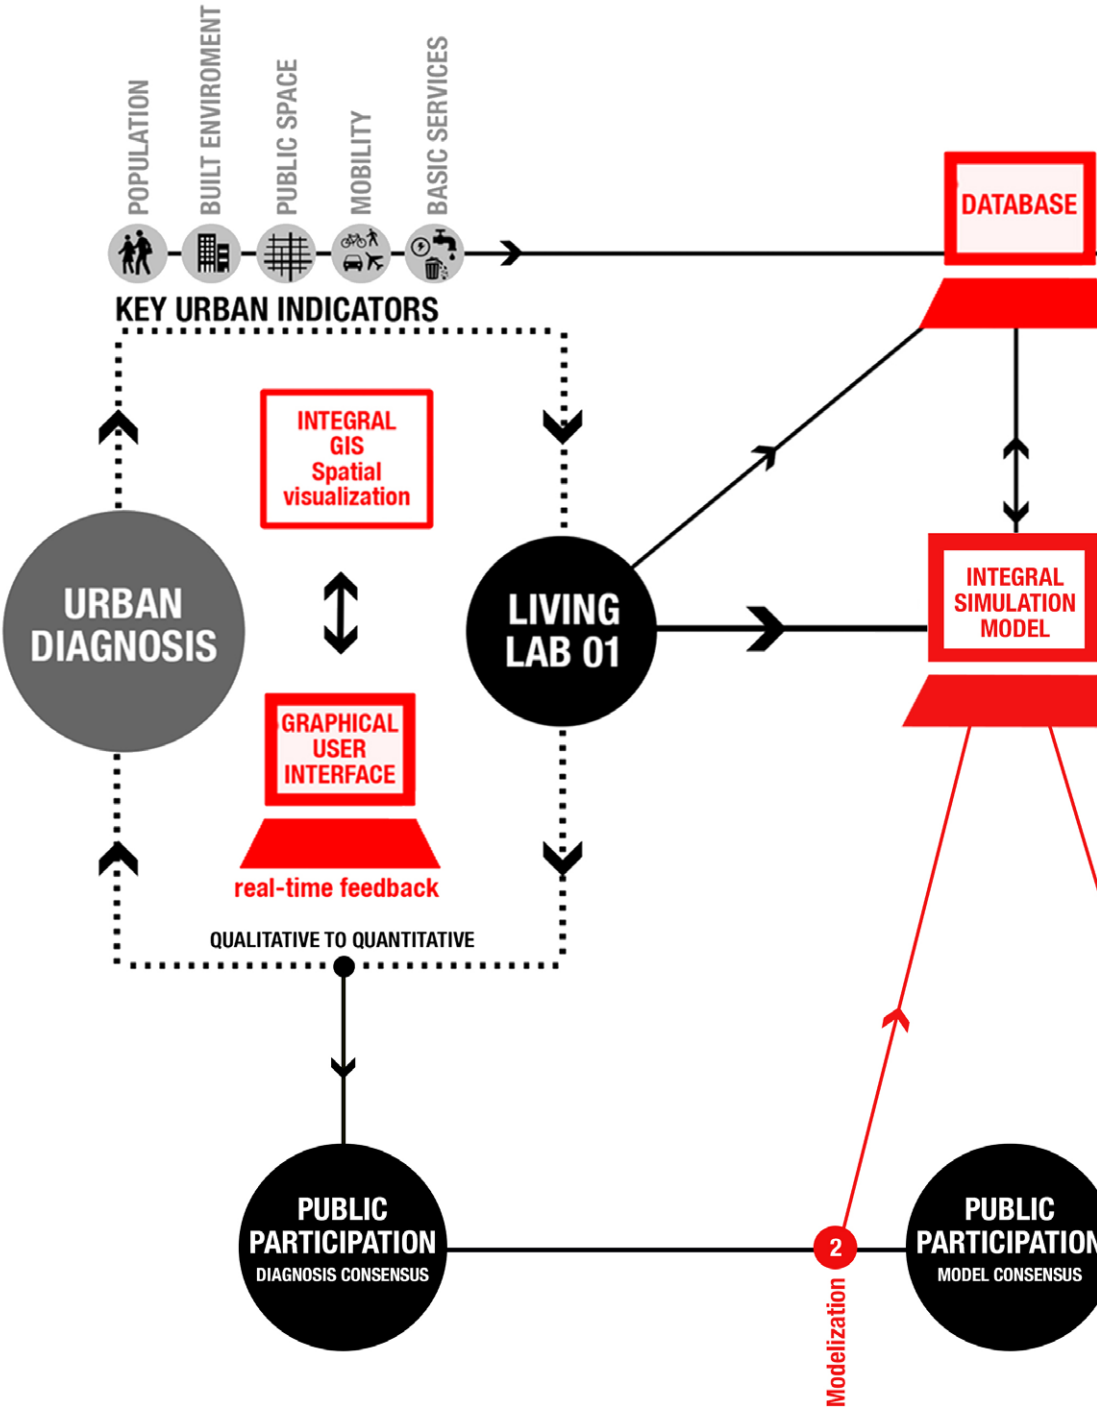 POPULATION
BUILT ENVIROMENT
PUBLIC SPACE
MOBILITY
BASIC SERVICES
KEY URBAN INDICATORS
DATABASE
INTEGRAL
GIS
Spatial
visualization
URBAN
DIAGNOSIS
LIVING
LAB 01
INTEGRAL
SIMULATION
MODEL
GRAPHICAL
USER
INTERFACE
real-time feedback
QUALITATIVE TO QUANTITATIVE
PUBLIC
PARTICIPATION
DIAGNOSIS CONSENSUS
2
Modelization
PUBLIC
PARTICIPATION
MODEL CONSENSUS